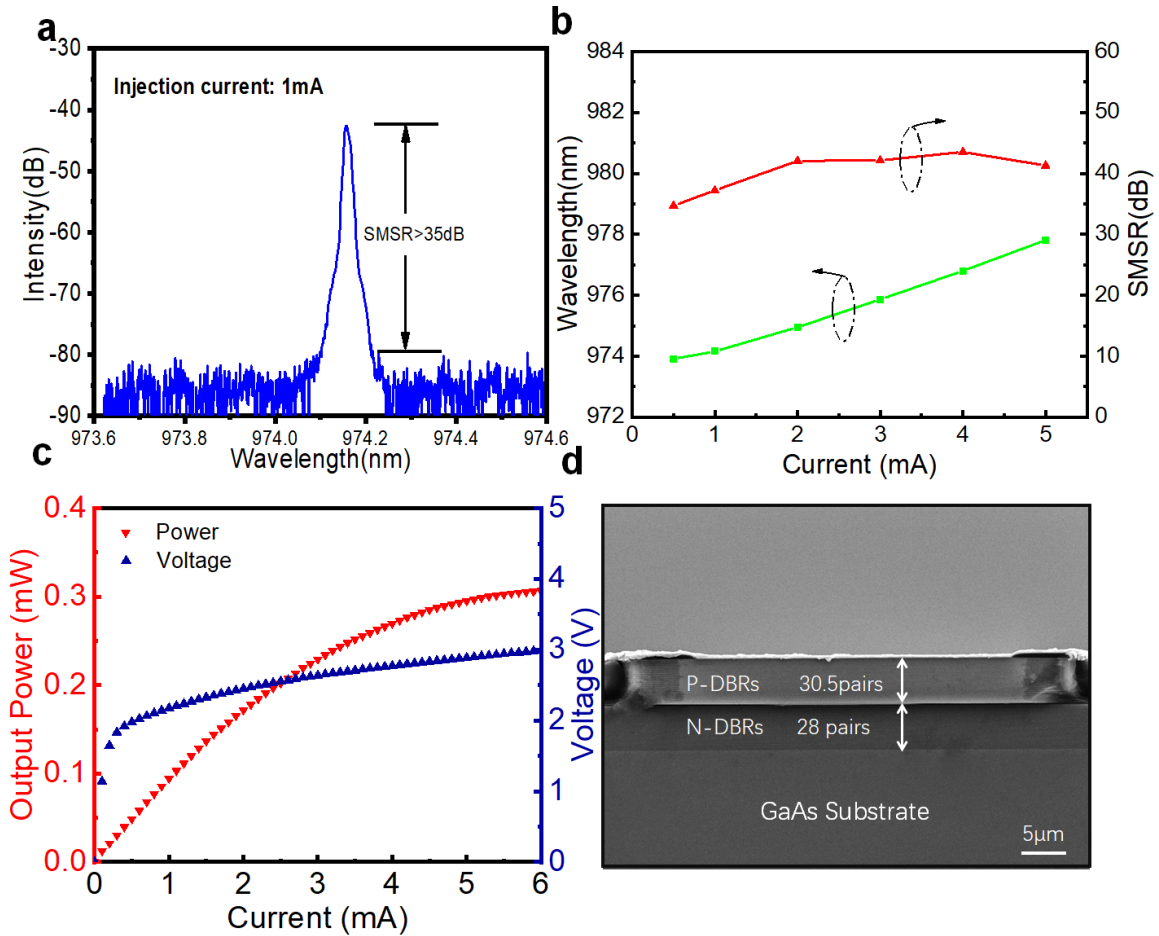 a
-30
-40
-50
-60
-70
-80
-90
Intensity(dB)
Injection current: 1mA
SMSR>35dB
973.6 973.8 974.0 974.2 974.4 974.6
Wavelength(nm)
b
984
982
980
978
976
974
972
Wavelength(nm)
60
50
40
30
20
10
0
SMSR(dB)
0 1 2 3 4 5
Current (mA)
c
0.4
0.3
0.2
0.1
0.0
Output Power (mW)
Power
Voltage
5
4
3
2
1
0
Voltage (V)
0 1 2 3 4 5 6
Current (mA)
d
P-DBRs 30.5pairs
N-DBRs 28 pairs
GaAs Substrate
5μm